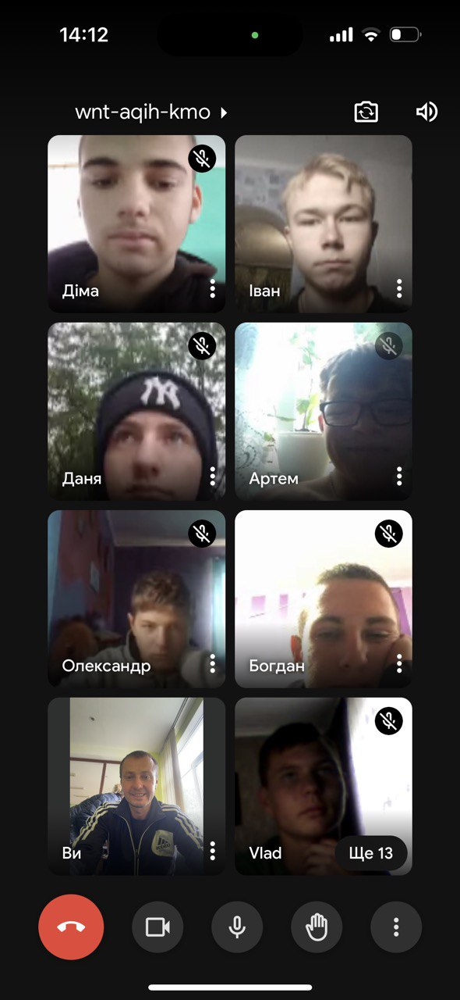 14:12
wnt-aqih-kmo
Діма
Іван
NY
Даня
Артем
Олександр
Богдан
Ви
Vlad
Ще 13